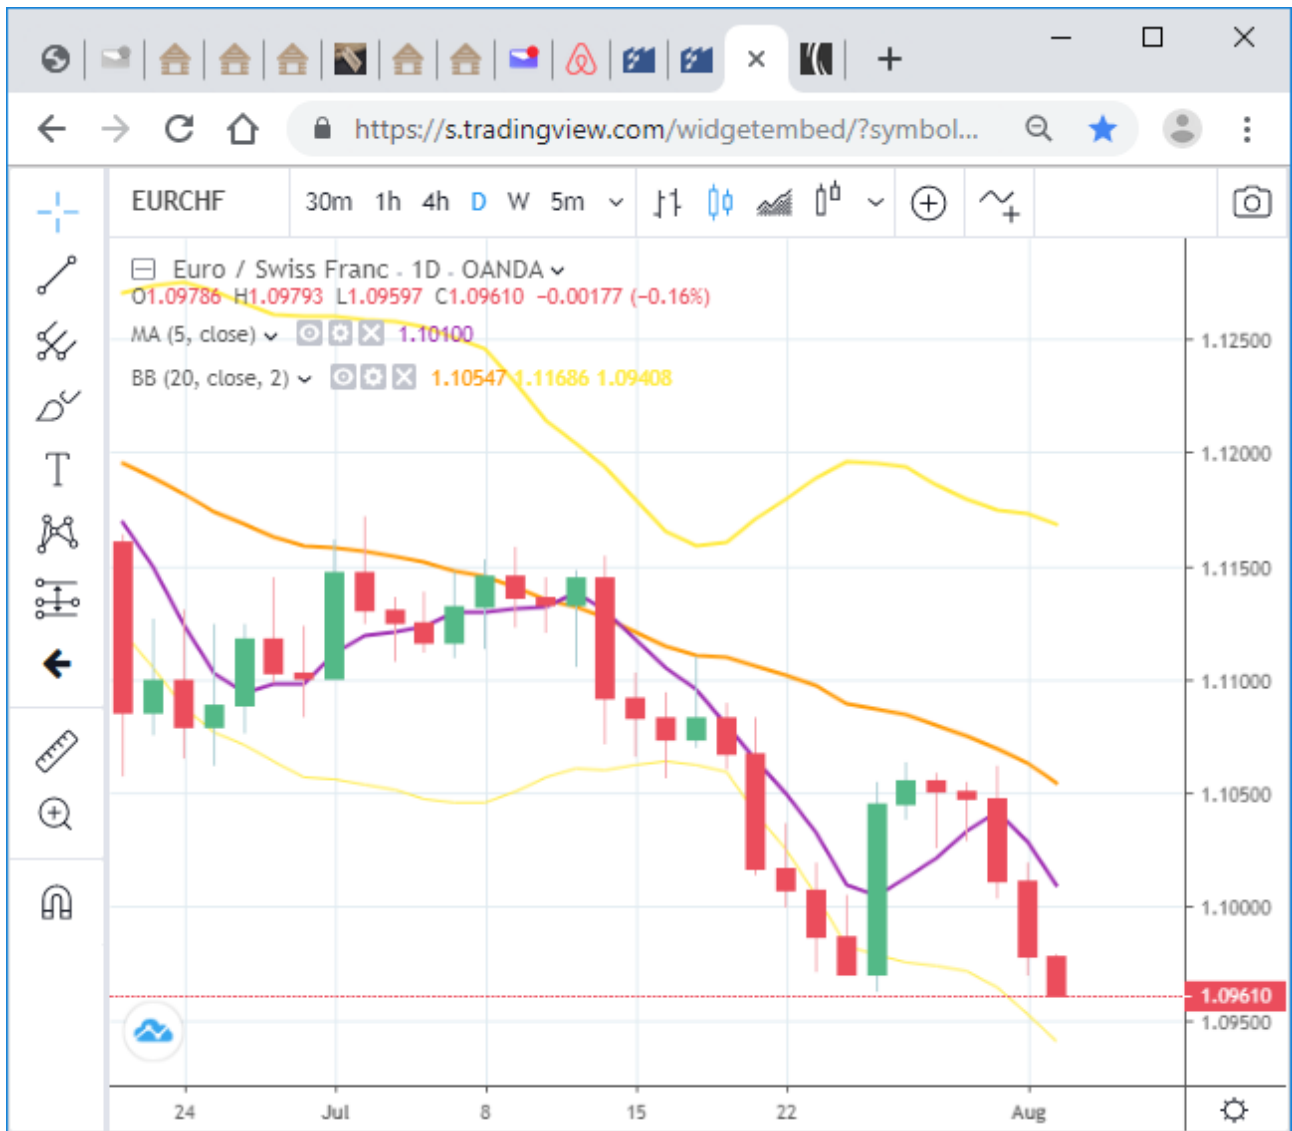 https://s.tradingview.com/widgetembed/?symbol...
EURCHF 30m 1h 4h D W 5m
Euro / Swiss Franc - 1D - OANDA
O1.09786 H1.09793 L1.09597 C1.09610 −0.00177 (−0.16%)
MA (5, close) 1.10100
BB (20, close, 2) 1.10547 1.11686 1.09408
1.12500
1.12000
1.11500
1.11000
1.10500
1.10000
1.09610
1.09500
24 Jul 8 15 22 Aug